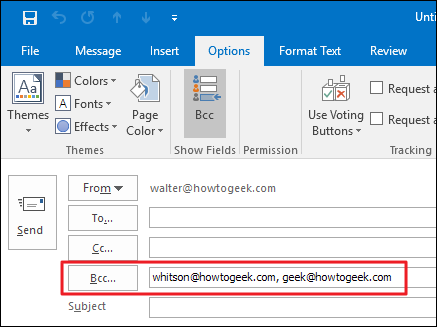 Unti
File Message Insert Options Format Text Review
Aa Colors Bcc Use Voting Buttons Request a
Themes Fonts Page Color Request a
Effects
Themes Show Fields Permission Tracking
Send
From walter@howtogeek.com
To...
Cc...
Bcc... whitson@howtogeek.com, geek@howtogeek.com
Subject